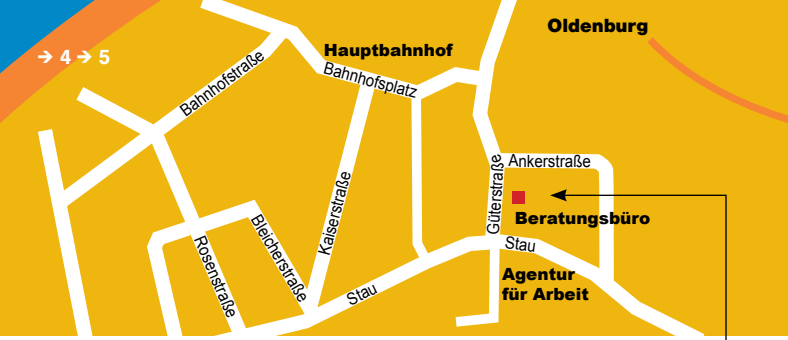 Oldenburg
Hauptbahnhof
→ 4 → 5
Bahnhofstraße
Bahnhofsplatz
Ankerstraße
Güterstraße
Kaiserstraße
Beratungsbüro
Bleicherstraße
Rosenstraße
Stau
Stau
Agentur
für Arbeit